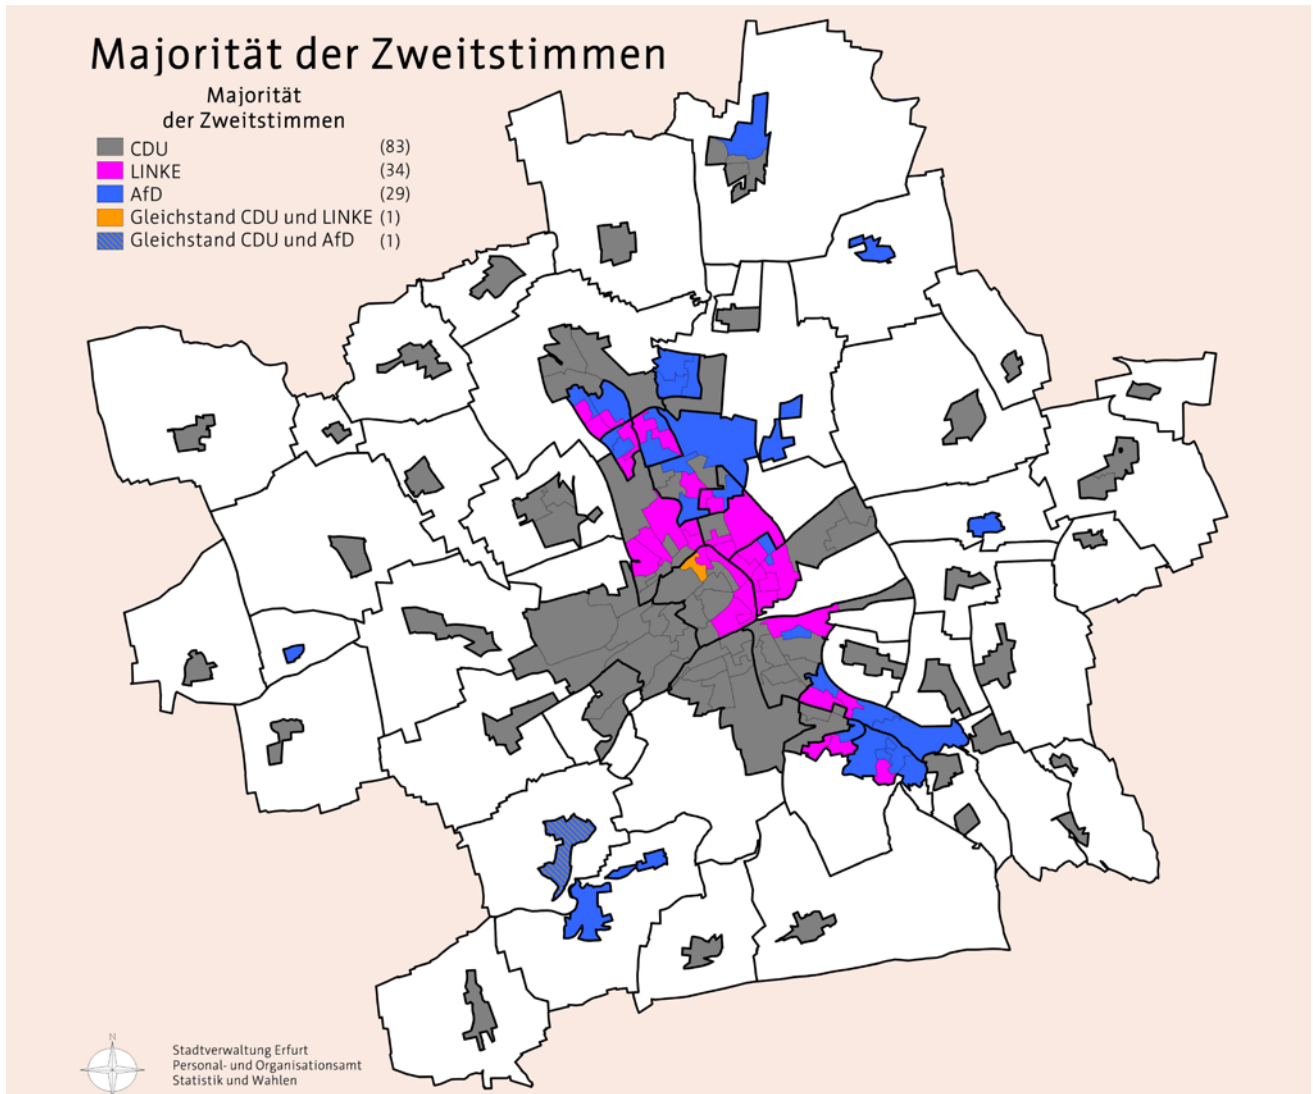 Majorität der Zweitstimmen
Majorität
der Zweitstimmen
CDU (83)
LINKE (34)
AfD (29)
Gleichstand CDU und LINKE (1)
Gleichstand CDU und AfD (1)
N
Stadtverwaltung Erfurt
Personal- und Organisationsamt
Statistik und Wahlen